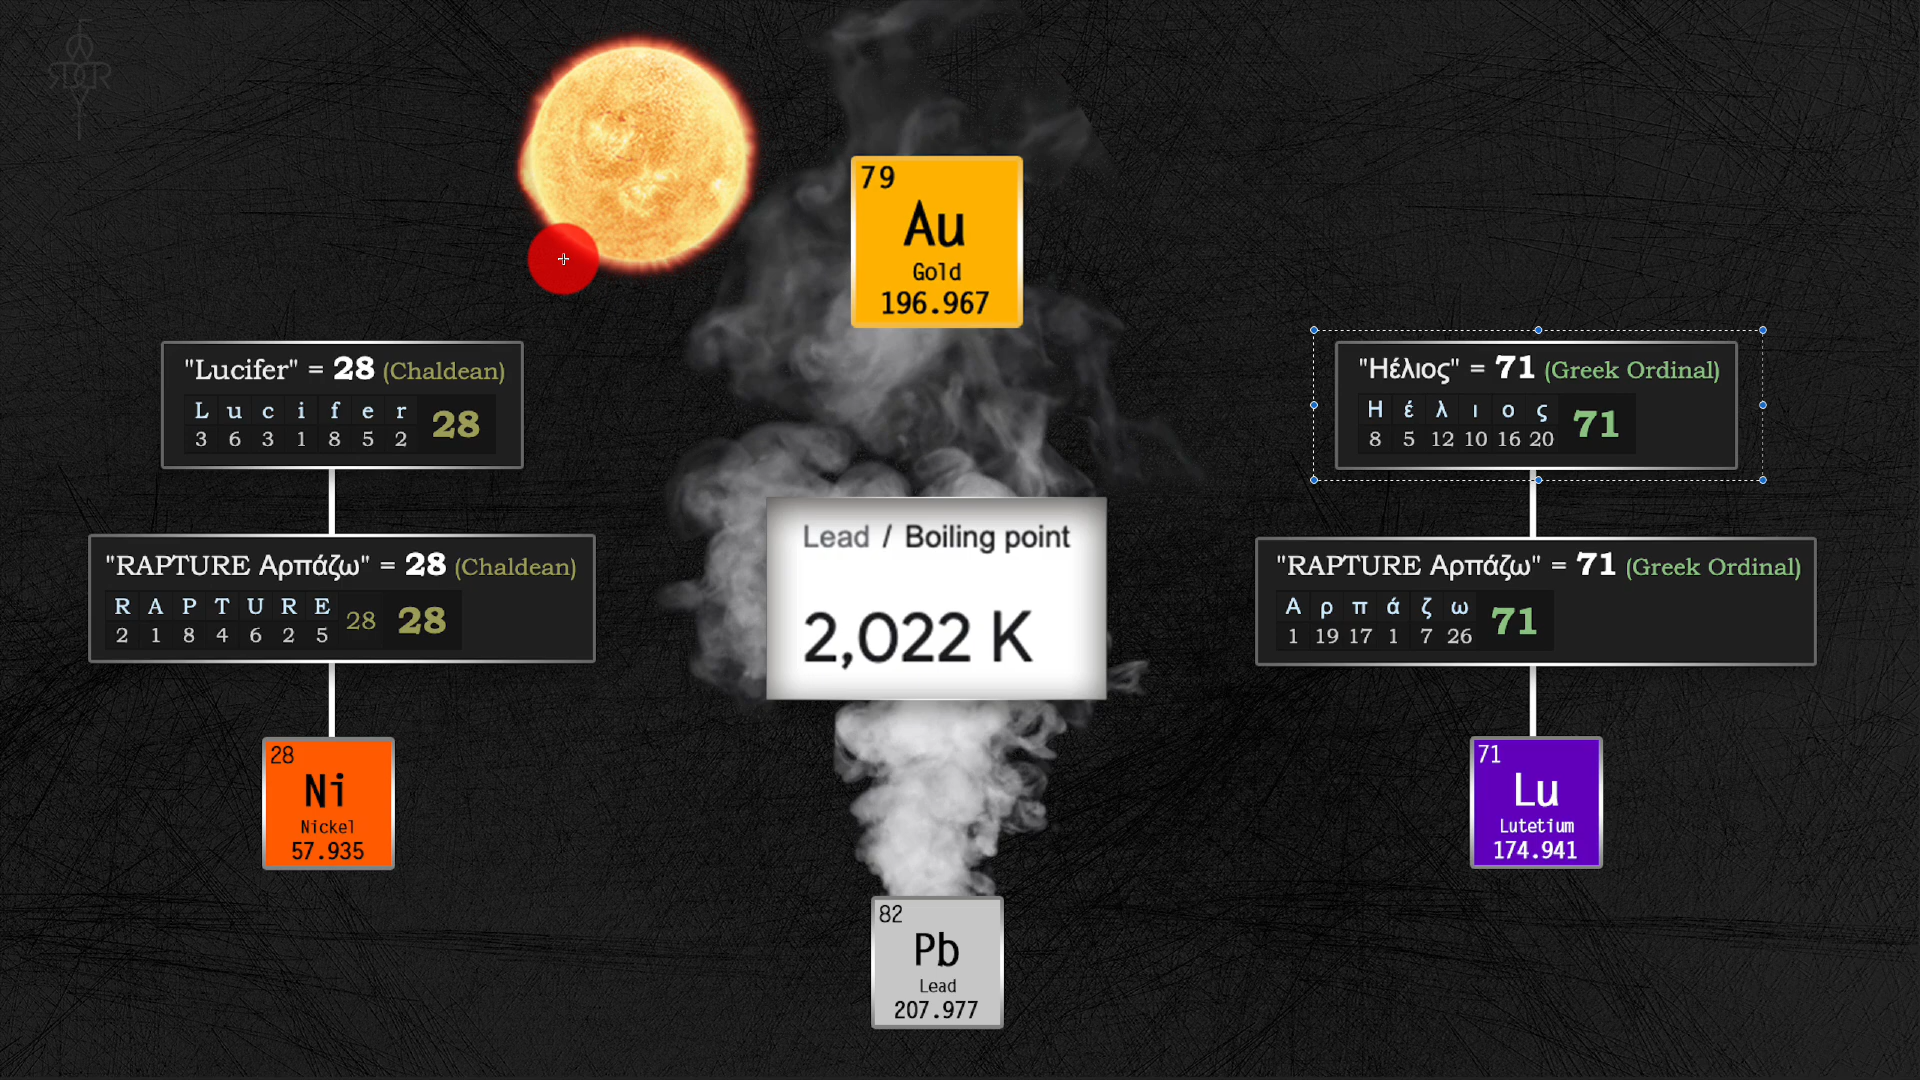 79
Au
Gold
196.967
"Lucifer" = 28 (Chaldean)
L u c i f e r 28
3 6 3 1 8 5 2
"RAPTURE Αρπάζω" = 28 (Chaldean)
R A P T U R E 28 28
2 1 8 4 6 2 5
28
Ni
Nickel
57.935
Lead / Boiling point
2,022 K
82
Pb
Lead
207.977
"Ηέλιος" = 71 (Greek Ordinal)
Η έ λ ι ο ς 71
8 5 12 10 16 20
"RAPTURE Αρπάζω" = 71 (Greek Ordinal)
Α ρ π ά ζ ω 71
1 19 17 1 7 26
71
Lu
Lutetium
174.941